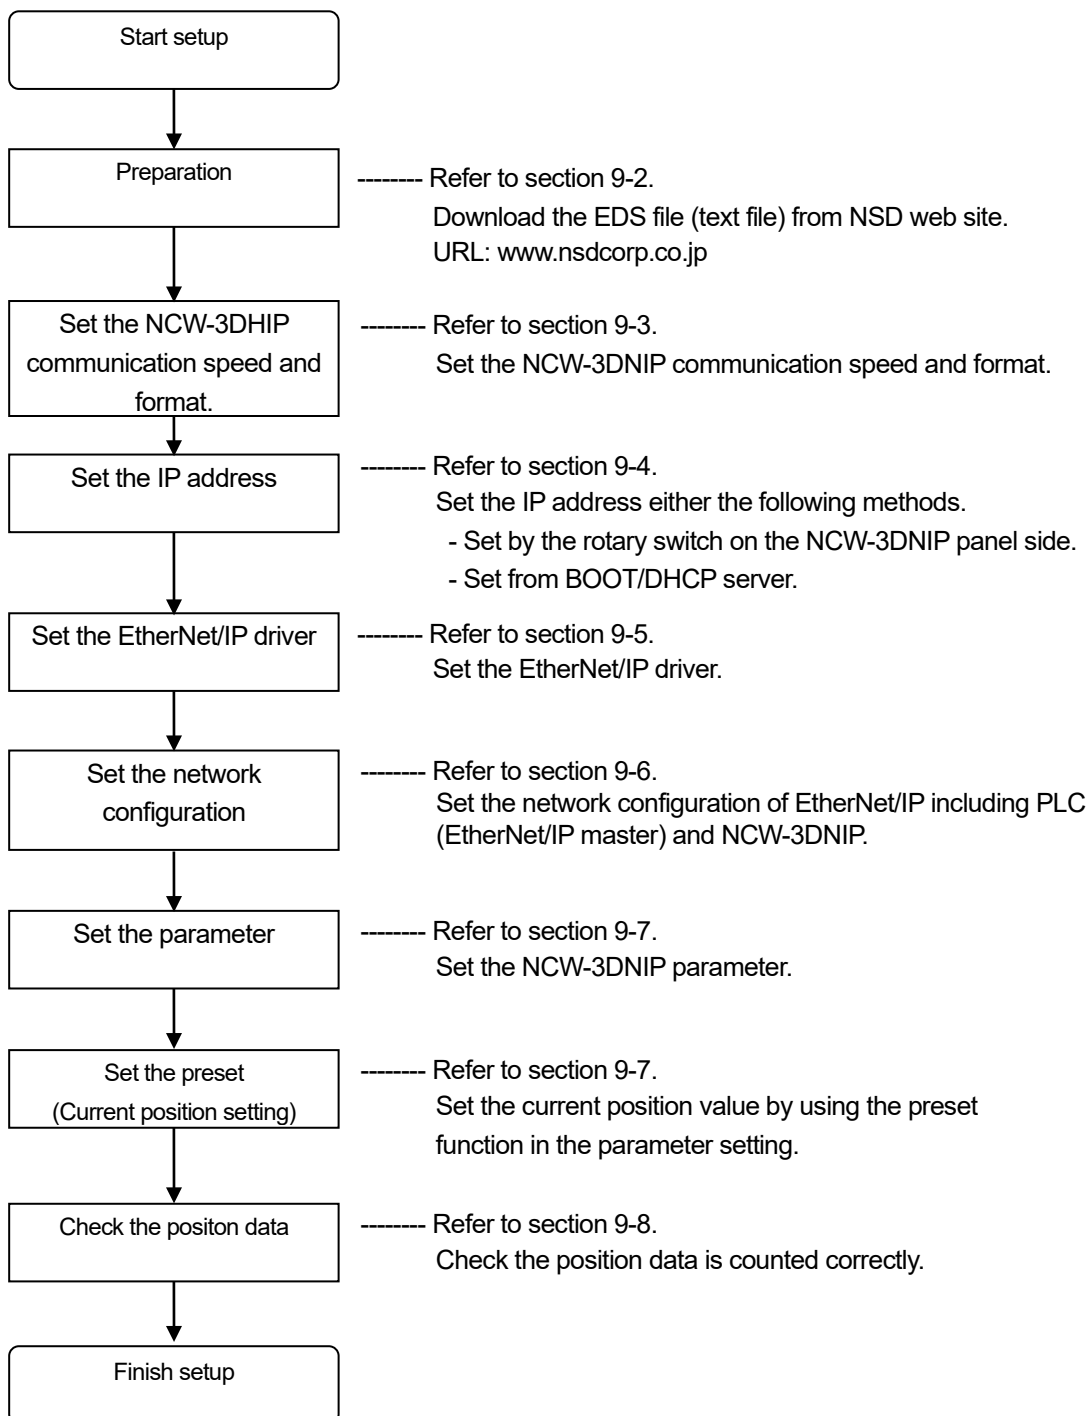 Start setup
Preparation
-------- Refer to section 9-2.
Download the EDS file (text file) from NSD web site.
URL: www.nsdcorp.co.jp
Set the NCW-3DHIP
communication speed and
format.
-------- Refer to section 9-3.
Set the NCW-3DNIP communication speed and format.
Set the IP address
-------- Refer to section 9-4.
Set the IP address either the following methods.
- Set by the rotary switch on the NCW-3DNIP panel side.
- Set from BOOT/DHCP server.
Set the EtherNet/IP driver
-------- Refer to section 9-5.
Set the EtherNet/IP driver.
Set the network
configuration
-------- Refer to section 9-6.
Set the network configuration of EtherNet/IP including PLC
(EtherNet/IP master) and NCW-3DNIP.
Set the parameter
-------- Refer to section 9-7.
Set the NCW-3DNIP parameter.
Set the preset
(Current position setting)
-------- Refer to section 9-7.
Set the current position value by using the preset
function in the parameter setting.
Check the positon data
-------- Refer to section 9-8.
Check the position data is counted correctly.
Finish setup